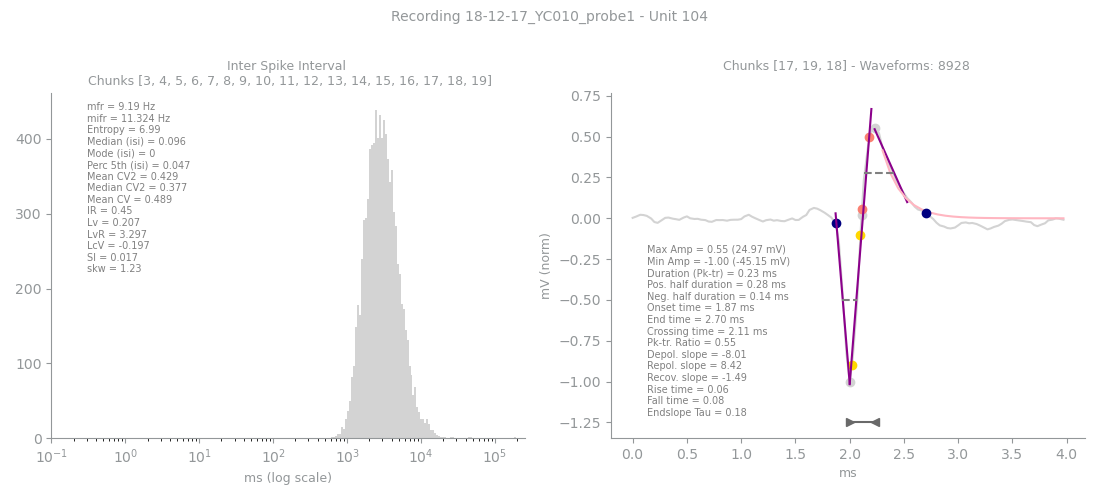 Recording 18-12-17_YC010_probe1 - Unit 104
Inter Spike Interval
Chunks [3, 4, 5, 6, 7, 8, 9, 10, 11, 12, 13, 14, 15, 16, 17, 18, 19]
mfr = 9.19 Hz
mifr = 11.324 Hz
Entropy = 6.99
Median (isi) = 0.096
Mode (isi) = 0
Perc 5th (isi) = 0.047
Mean CV2 = 0.429
Median CV2 = 0.377
Mean CV = 0.489
IR = 0.45
Lv = 0.207
LvR = 3.297
LcV = -0.197
SI = 0.017
skw = 1.23
400
300
200
100
0
10−1 100 101 102 103 104 105
ms (log scale)
Chunks [17, 19, 18] - Waveforms: 8928
mV (norm)
0.75
0.50
0.25
0.00
−0.25
−0.50
−0.75
−1.00
−1.25
Max Amp = 0.55 (24.97 mV)
Min Amp = -1.00 (-45.15 mV)
Duration (Pk-tr) = 0.23 ms
Pos. half duration = 0.28 ms
Neg. half duration = 0.14 ms
Onset time = 1.87 ms
End time = 2.70 ms
Crossing time = 2.11 ms
Pk-tr. Ratio = 0.55
Depol. slope = -8.01
Repol. slope = 8.42
Recov. slope = -1.49
Rise time = 0.06
Fall time = 0.08
Endslope Tau = 0.18
0.0 0.5 1.0 1.5 2.0 2.5 3.0 3.5 4.0
ms